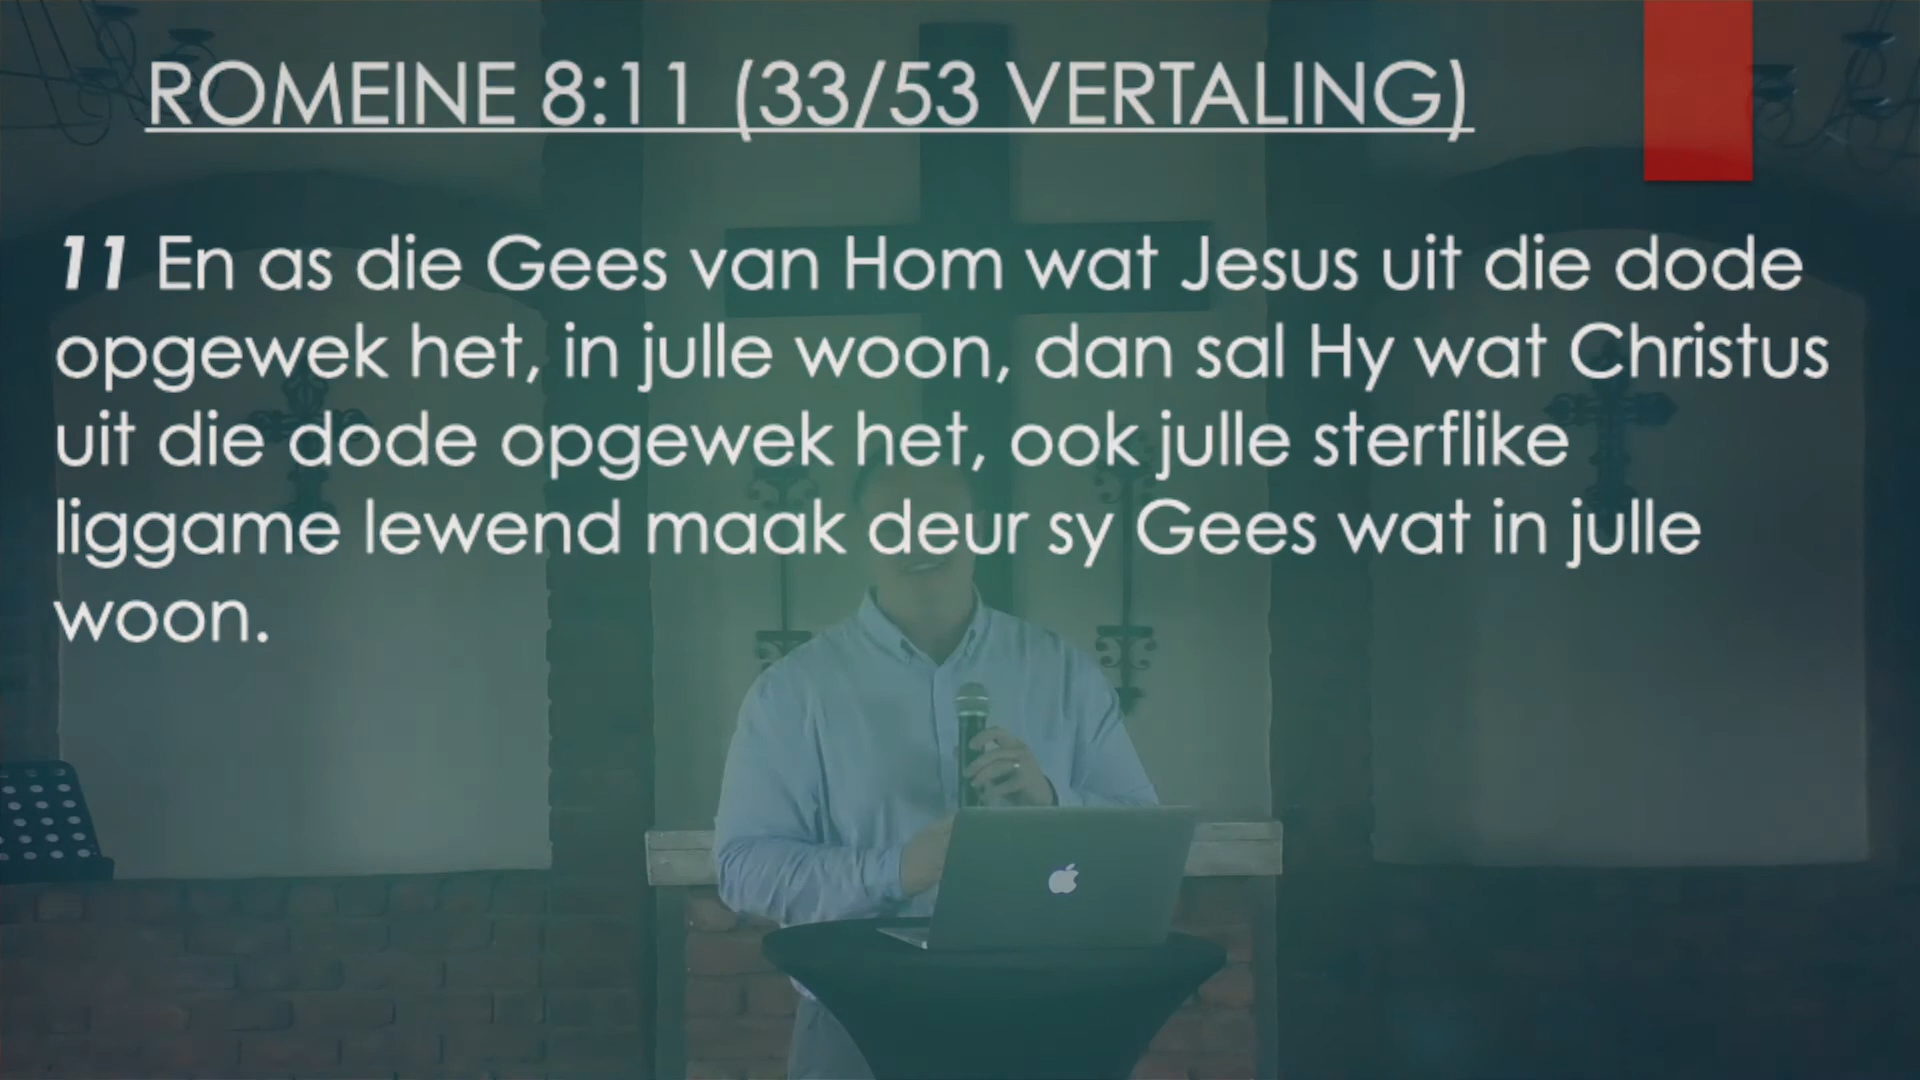 ROMEINE 8:11 (33/53 VERTALING)
11 En as die Gees van Hom wat Jesus uit die dode
opgewek het, in julle woon, dan sal Hy wat Christus
uit die dode opgewek het, ook julle sterflike
liggame lewend maak deur sy Gees wat in julle
woon.